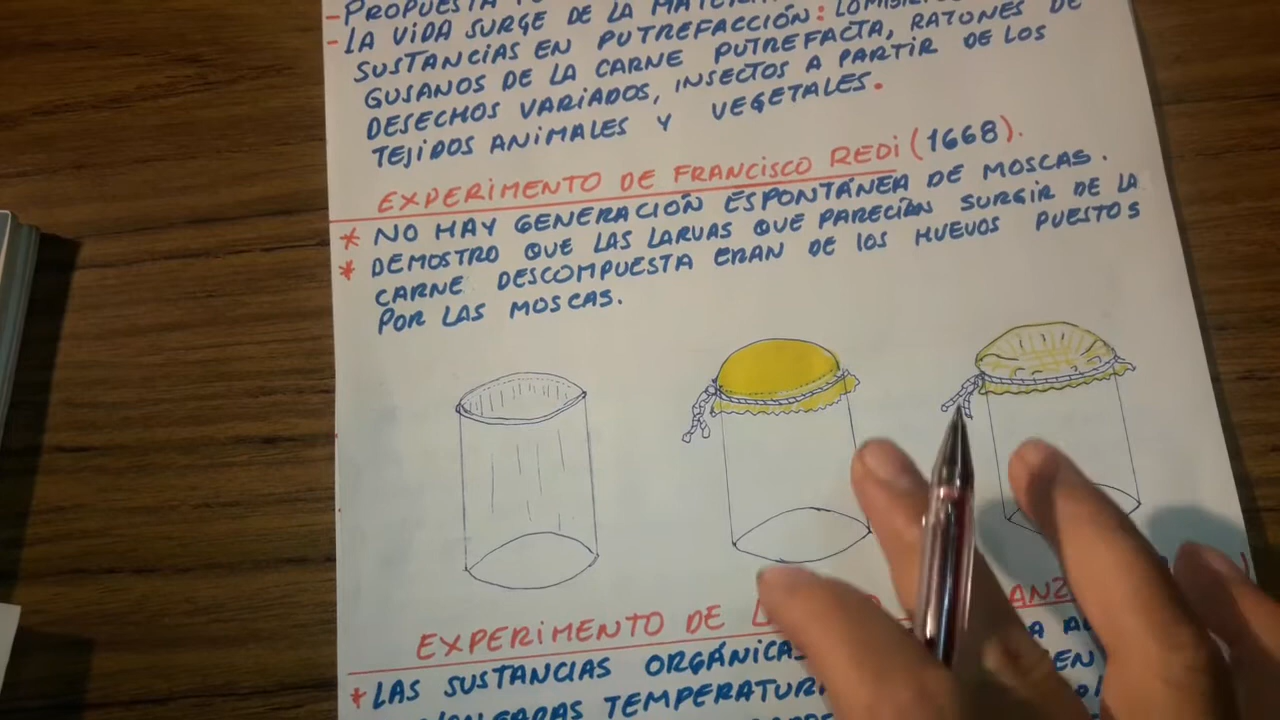 - PROPUESTA
- LA VIDA SURGE DE LA
SUSTANCIAS EN PUTREFACCIÓN:
GUSANOS DE LA CARNE PUTREFACTA, RATONES DE
DESECHOS VARIADOS, INSECTOS A PARTIR DE LOS
TEJIDOS ANIMALES Y VEGETALES.
EXPERIMENTO DE FRANCISCO REDI (1668).
* NO HAY GENERACIÓN ESPONTÁNEA DE MOSCAS.
* DEMOSTRO QUE LAS LARVAS QUE PARECÍAN SURGIR DE LA
CARNE DESCOMPUESTA ERAN DE LOS HUEVOS PUESTOS
POR LAS MOSCAS.
EXPERIMENTO DE
* LAS SUSTANCIAS ORGÁNICAS